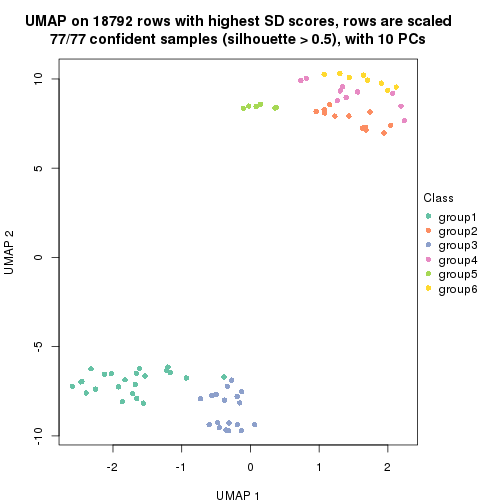 UMAP on 18792 rows with highest SD scores, rows are scaled
77/77 confident samples (silhouette > 0.5), with 10 PCs
10
5
0
-5
-10
UMAP 2
-2
-1
0
1
2
UMAP 1
Class
group1
group2
group3
group4
group5
group6